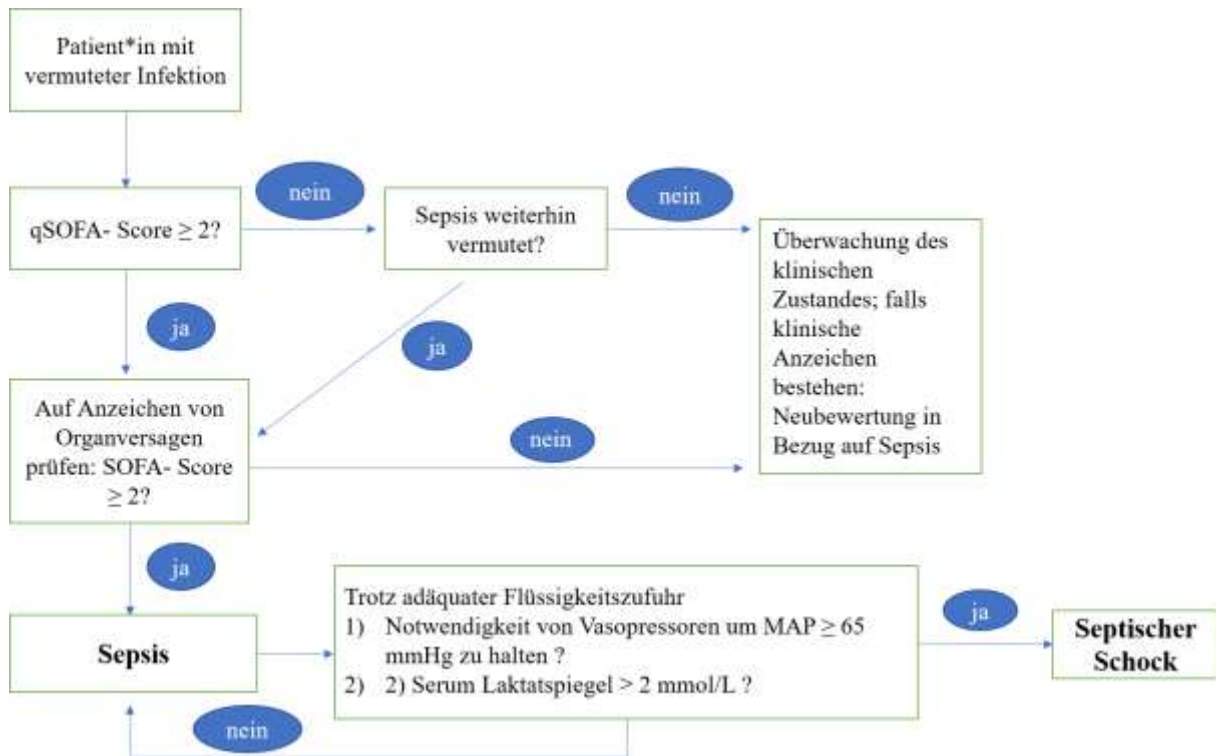 Patient*in mit
vermuteter Infektion
nein
nein
qSOFA- Score ≥ 2?
Sepsis weiterhin
vermutet?
Überwachung des
klinischen
Zustandes; falls
klinische
Anzeichen
bestehen:
Neubewertung in
Bezug auf Sepsis
ja
ja
Auf Anzeichen von
Organversagen
prüfen: SOFA- Score
≥ 2?
nein
ja
Sepsis
Trotz adäquater Flüssigkeitszufuhr
1) Notwendigkeit von Vasopressoren um MAP ≥ 65
mmHg zu halten ?
2) 2) Serum Laktatspiegel > 2 mmol/L ?
ja
Septischer
Schock
nein